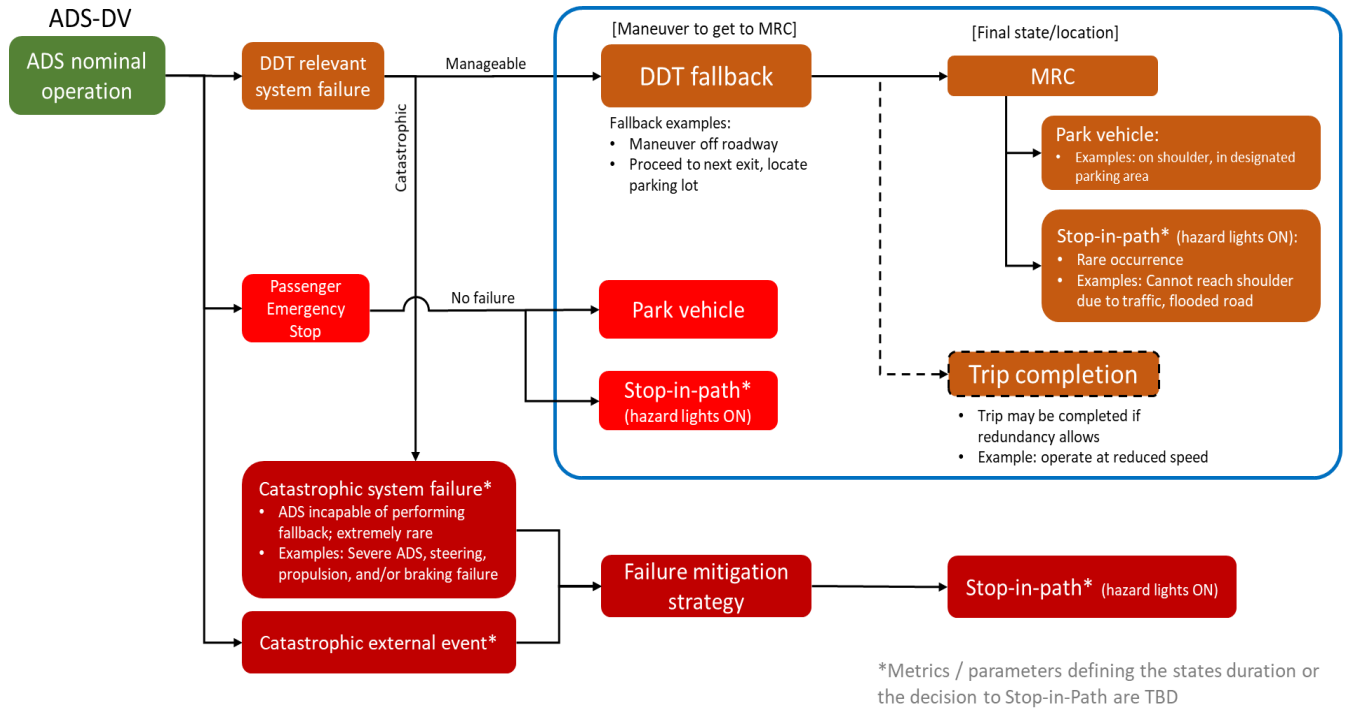 ADS-DV
ADS nominal
operation
DDT relevant
system failure
Manageable
Catastrophic
[Maneuver to get to MRC]
DDT fallback
Fallback examples:
• Maneuver off roadway
• Proceed to next exit, locate
parking lot
[Final state/location]
MRC
Park vehicle:
• Examples: on shoulder, in designated
parking area
Stop-in-path* (hazard lights ON):
• Rare occurrence
• Examples: Cannot reach shoulder
due to traffic, flooded road
Trip completion
• Trip may be completed if
redundancy allows
• Example: operate at reduced speed
Passenger
Emergency
Stop
No failure
Park vehicle
Stop-in-path*
(hazard lights ON)
Catastrophic system failure*
• ADS incapable of performing
fallback; extremely rare
• Examples: Severe ADS, steering,
propulsion, and/or braking failure
Catastrophic external event*
Failure mitigation
strategy
Stop-in-path* (hazard lights ON)
*Metrics / parameters defining the states duration or
the decision to Stop-in-Path are TBD